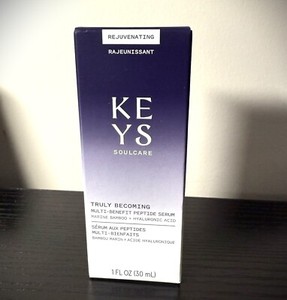 REJUVENATING
RAJEUNISSANT
KE
YS
SOULCARE
TRULY BECOMING
MULTI-BENEFIT PEPTIDE SERUM
MARINE BAMBOO + HYALURONIC ACID
SÉRUM AUX PEPTIDES
MULTI-BIENFAITS
BAMBOU MARIN + ACIDE HYALURONIQUE
1 FL OZ (30 mL)